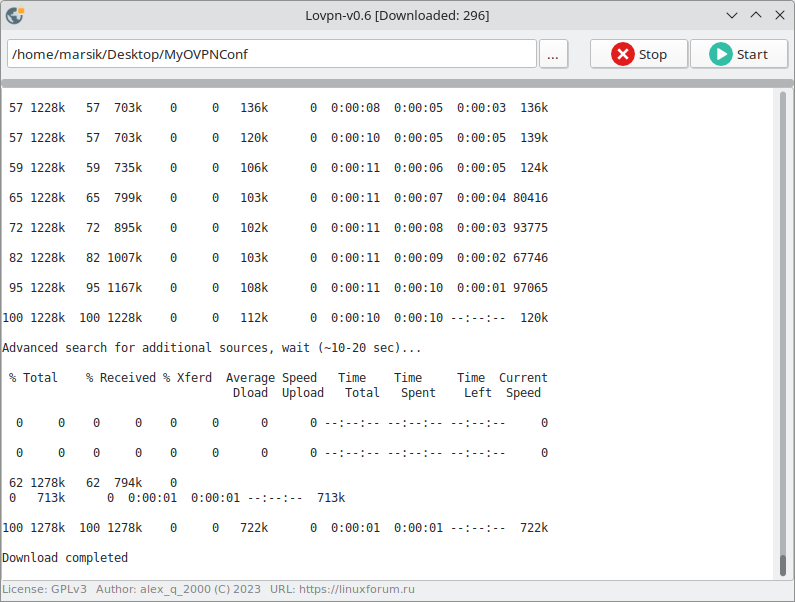 Lovpn-v0.6 [Downloaded: 296]
/home/marsik/Desktop/MyOVPNConf ... Stop Start
57 1228k 57 703k 0 0 136k 0 0:00:08 0:00:05 0:00:03 136k
57 1228k 57 703k 0 0 120k 0 0:00:10 0:00:05 0:00:05 139k
59 1228k 59 735k 0 0 106k 0 0:00:11 0:00:06 0:00:05 124k
65 1228k 65 799k 0 0 103k 0 0:00:11 0:00:07 0:00:04 80416
72 1228k 72 895k 0 0 102k 0 0:00:11 0:00:08 0:00:03 93775
82 1228k 82 1007k 0 0 103k 0 0:00:11 0:00:09 0:00:02 67746
95 1228k 95 1167k 0 0 108k 0 0:00:11 0:00:10 0:00:01 97065
100 1228k 100 1228k 0 0 112k 0 0:00:10 0:00:10 --:--:-- 120k
Advanced search for additional sources, wait (~10-20 sec)...
% Total % Received % Xferd Average Speed Time Time Time Current
Dload Upload Total Spent Left Speed
0 0 0 0 0 0 0 0 --:--:-- --:--:-- --:--:-- 0
0 0 0 0 0 0 0 0 --:--:-- --:--:-- --:--:-- 0
62 1278k 62 794k 0
0 713k 0 0:00:01 0:00:01 --:--:-- 713k
100 1278k 100 1278k 0 0 722k 0 0:00:01 0:00:01 --:--:-- 722k
Download completed
License: GPLv3 Author: alex_q_2000 (C) 2023 URL: https://linuxforum.ru